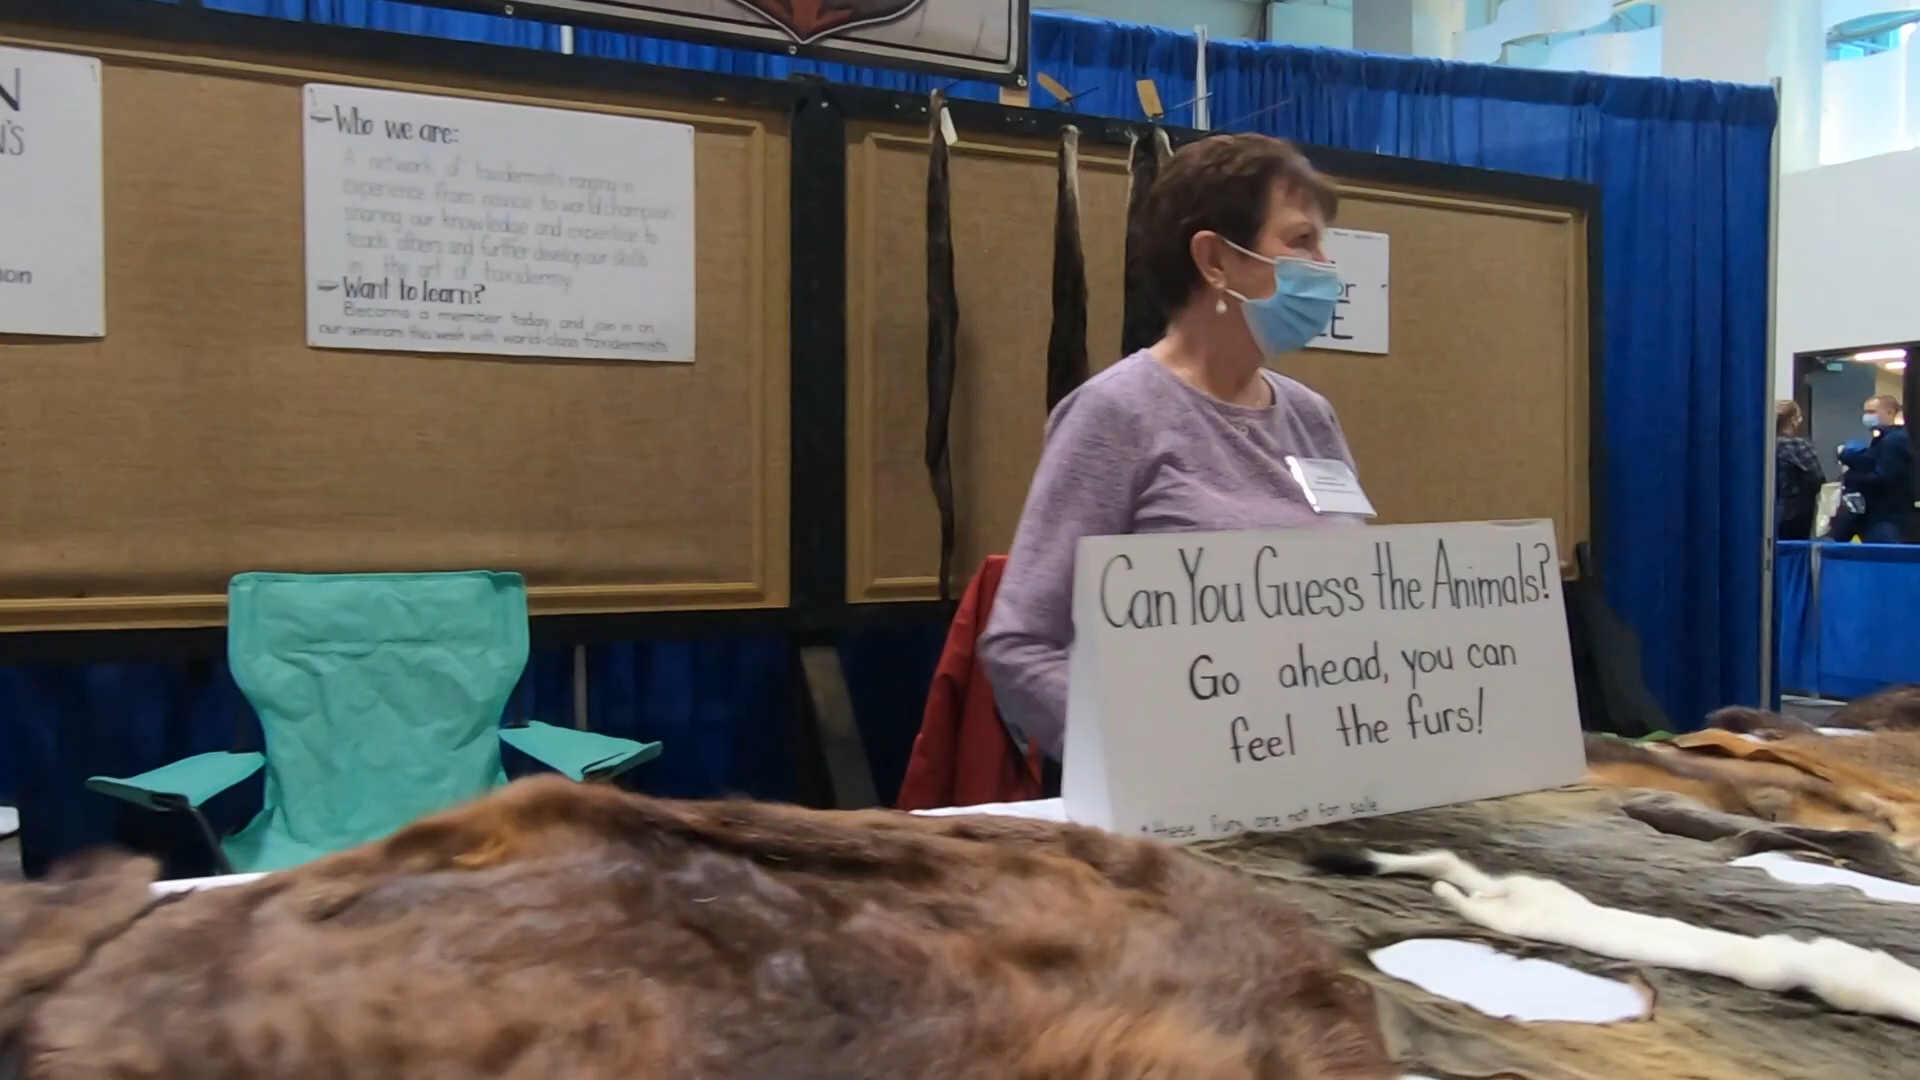 N
N'S
ion
Who we are:
A network of taxidermists ranging in
experience from novice to world champion
sharing our knowledge and expertise to
teach others and further develop our skills
in the art of taxidermy
Want to learn?
Become a member today and join in on
our seminars this week with world-class taxidermists
or
Can You Guess the Animals?
Go ahead, you can
feel the furs!
*these furs are not for sale